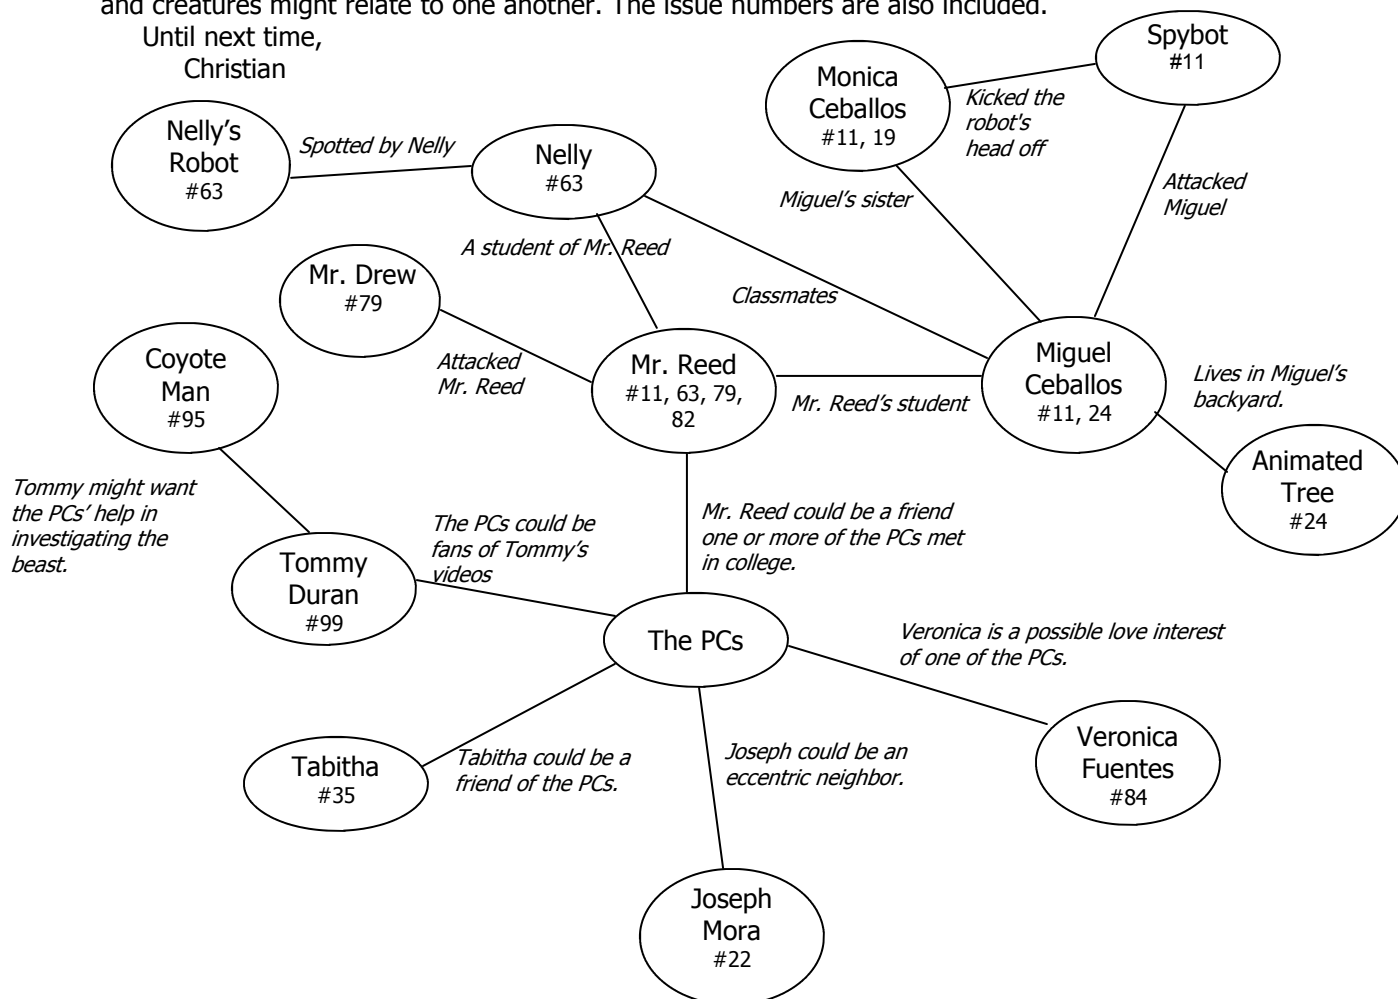 and creatures might relate to one another. The issue numbers are also included.
Until next time,
Christian
Spybot
#11
Monica
Ceballos
#11, 19
Kicked the
robot's
head off
Nelly's
Robot
#63
Spotted by Nelly
Nelly
#63
Miguel's sister
Attacked
Miguel
A student of Mr. Reed
Mr. Drew
#79
Classmates
Coyote
Man
#95
Attacked
Mr. Reed
Mr. Reed
#11, 63, 79,
82
Mr. Reed's student
Miguel
Ceballos
#11, 24
Lives in Miguel's
backyard.
Animated
Tree
#24
Tommy might want
the PCs' help in
investigating the
beast.
The PCs could be
fans of Tommy's
videos
Mr. Reed could be a friend
one or more of the PCs met
in college.
Tommy
Duran
#99
The PCs
Veronica is a possible love interest
of one of the PCs.
Tabitha
#35
Tabitha could be a
friend of the PCs.
Joseph could be an
eccentric neighbor.
Veronica
Fuentes
#84
Joseph
Mora
#22